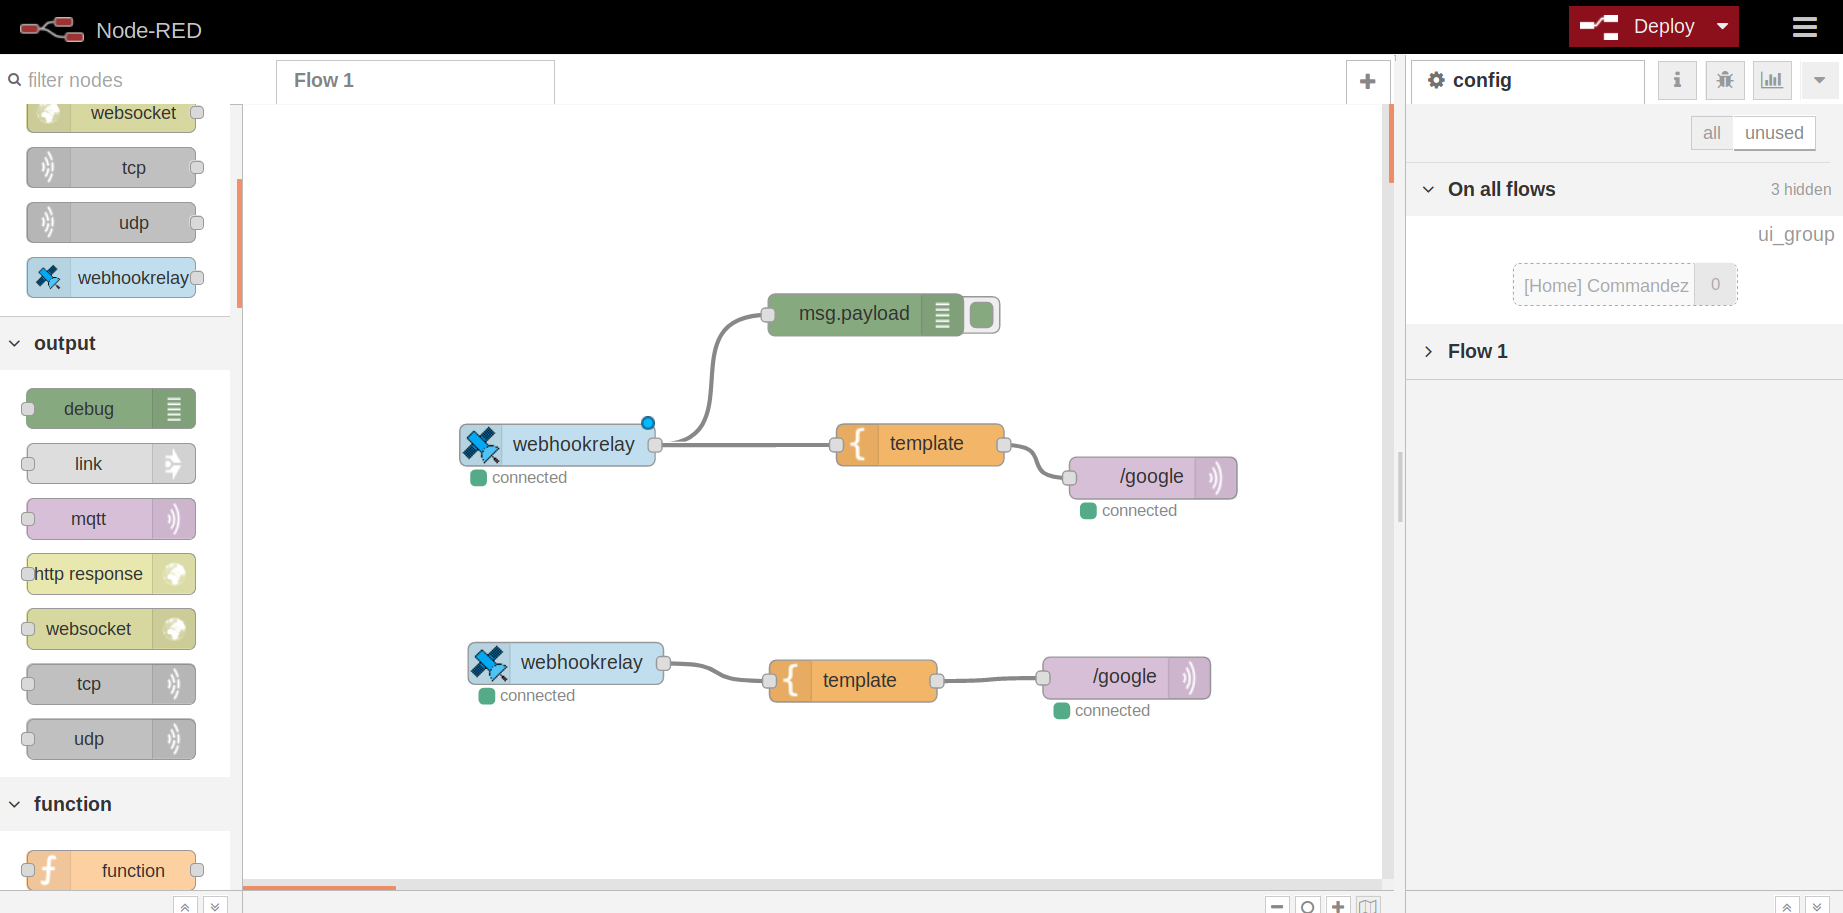 Node-RED
Deploy
filter nodes
Flow 1
config
websocket
tcp
udp
webhookrelay
output
debug
link
mqtt
http response
websocket
tcp
udp
function
function
msg.payload
webhookrelay
connected
template
/google
connected
webhookrelay
connected
template
/google
connected
all
unused
On all flows
3 hidden
ui_group
[Home] Commandez
0
Flow 1